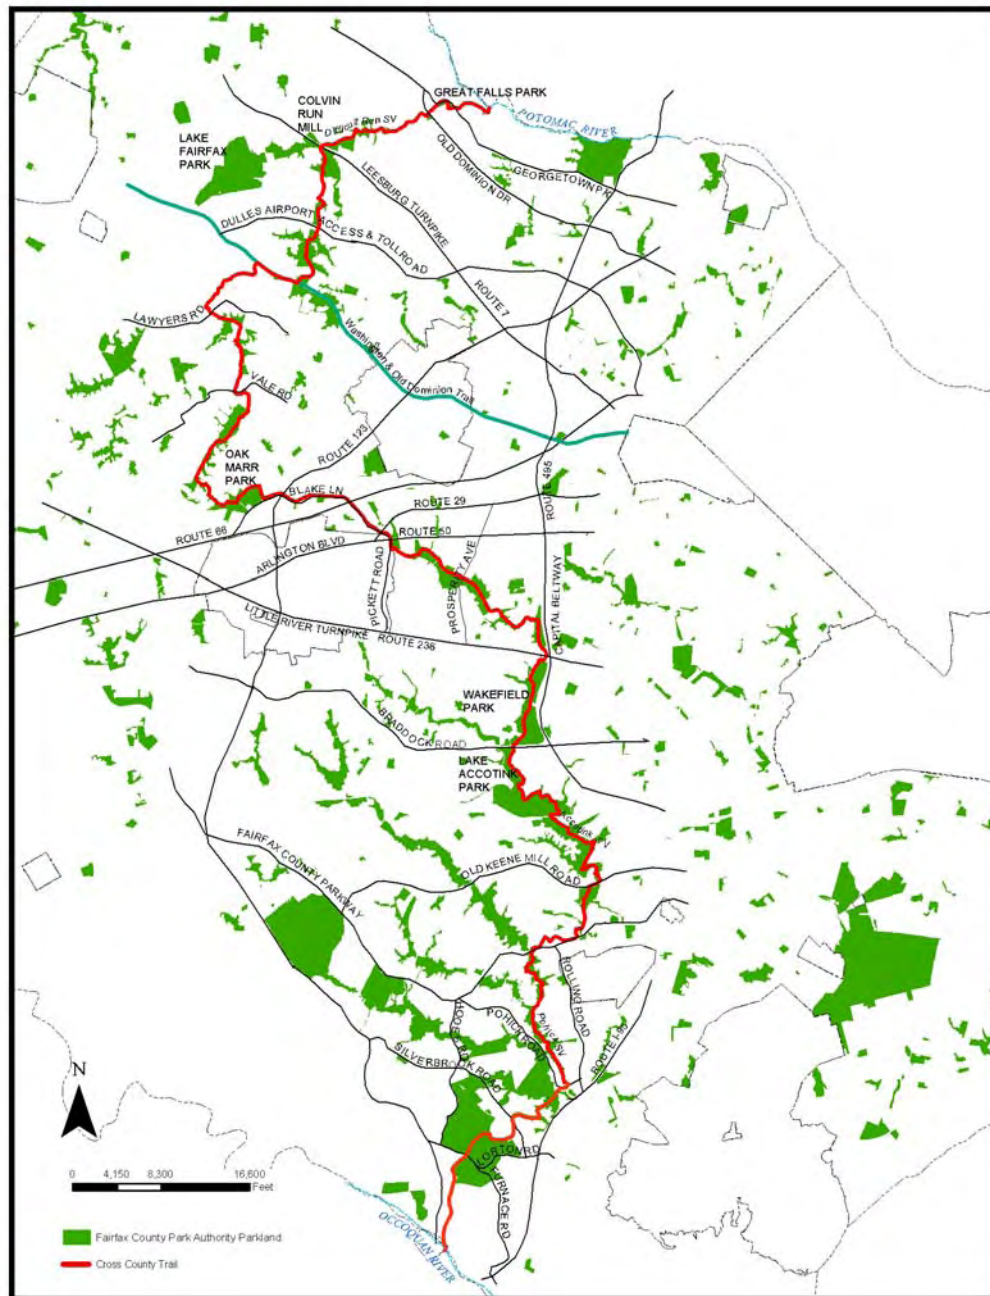 GREAT FALLS PARK
COLVIN
RUN
MILL
POTOMAC RIVER
LAKE
FAIRFAX
PARK
OLD DOMINION DR
GEORGETOWN PK
LEESBURG TURNPIKE
DULLES AIRPORT ACCESS & TOLLROAD
ROUTE 7
LAWYERS RD
Washington & Old Dominion Trail
VALE RD
ROUTE 123
OAK
MARR
PARK
BLAKE LN
ROUTE 495
ROUTE 29
ROUTE 66
ROUTE 50
ARLINGTON BLVD
PICKETT ROAD
PROSPERITY AVE
CAPITAL BELTWAY
LITTLE RIVER TURNPIKE ROUTE 236
WAKEFIELD
PARK
BRADDOCK ROAD
LAKE
ACCOTINK
PARK
FAIRFAX COUNTY PARKWAY
OLD KEENE MILL ROAD
ROLLING ROAD
POHICK ROAD
Pohick SV
ROUTE I-95
SILVERBROOK ROAD
N
LORTON RD
FURNACE RD
0 4,150 8,300 16,600
Feet
OCCOQUAN RIVER
Fairfax County Park Authority Parkland
Cross County Trail